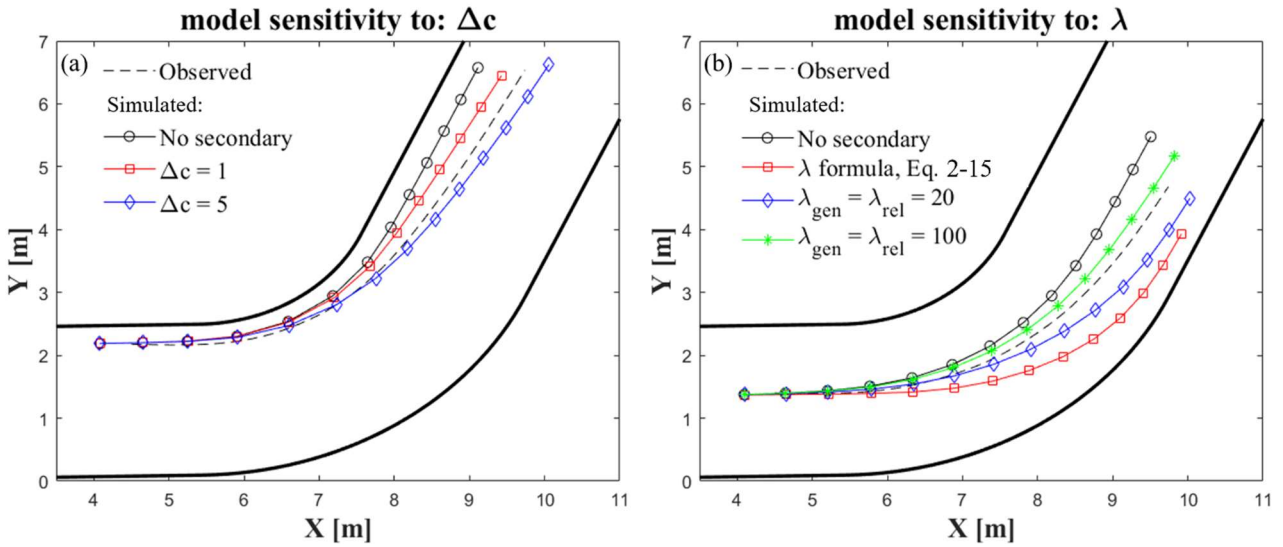 model sensitivity to: Δc
(a)
Observed
Simulated:
No secondary
Δc = 1
Δc = 5
Y [m]
7
6
5
4
3
2
1
0
4 5 6 7 8 9 10 11
X [m]
model sensitivity to: λ
(b)
Observed
Simulated:
No secondary
λ formula, Eq. 2-15
λgen = λrel = 20
λgen = λrel = 100
Y [m]
7
6
5
4
3
2
1
0
4 5 6 7 8 9 10 11
X [m]